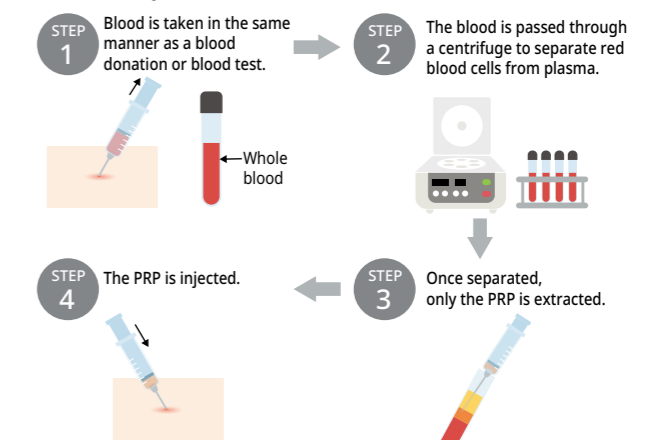 STEP
1
Blood is taken in the same
manner as a blood
donation or blood test.
Whole
blood
STEP
2
The blood is passed through
a centrifuge to separate red
blood cells from plasma.
STEP
3
Once separated,
only the PRP is extracted.
STEP
4
The PRP is injected.